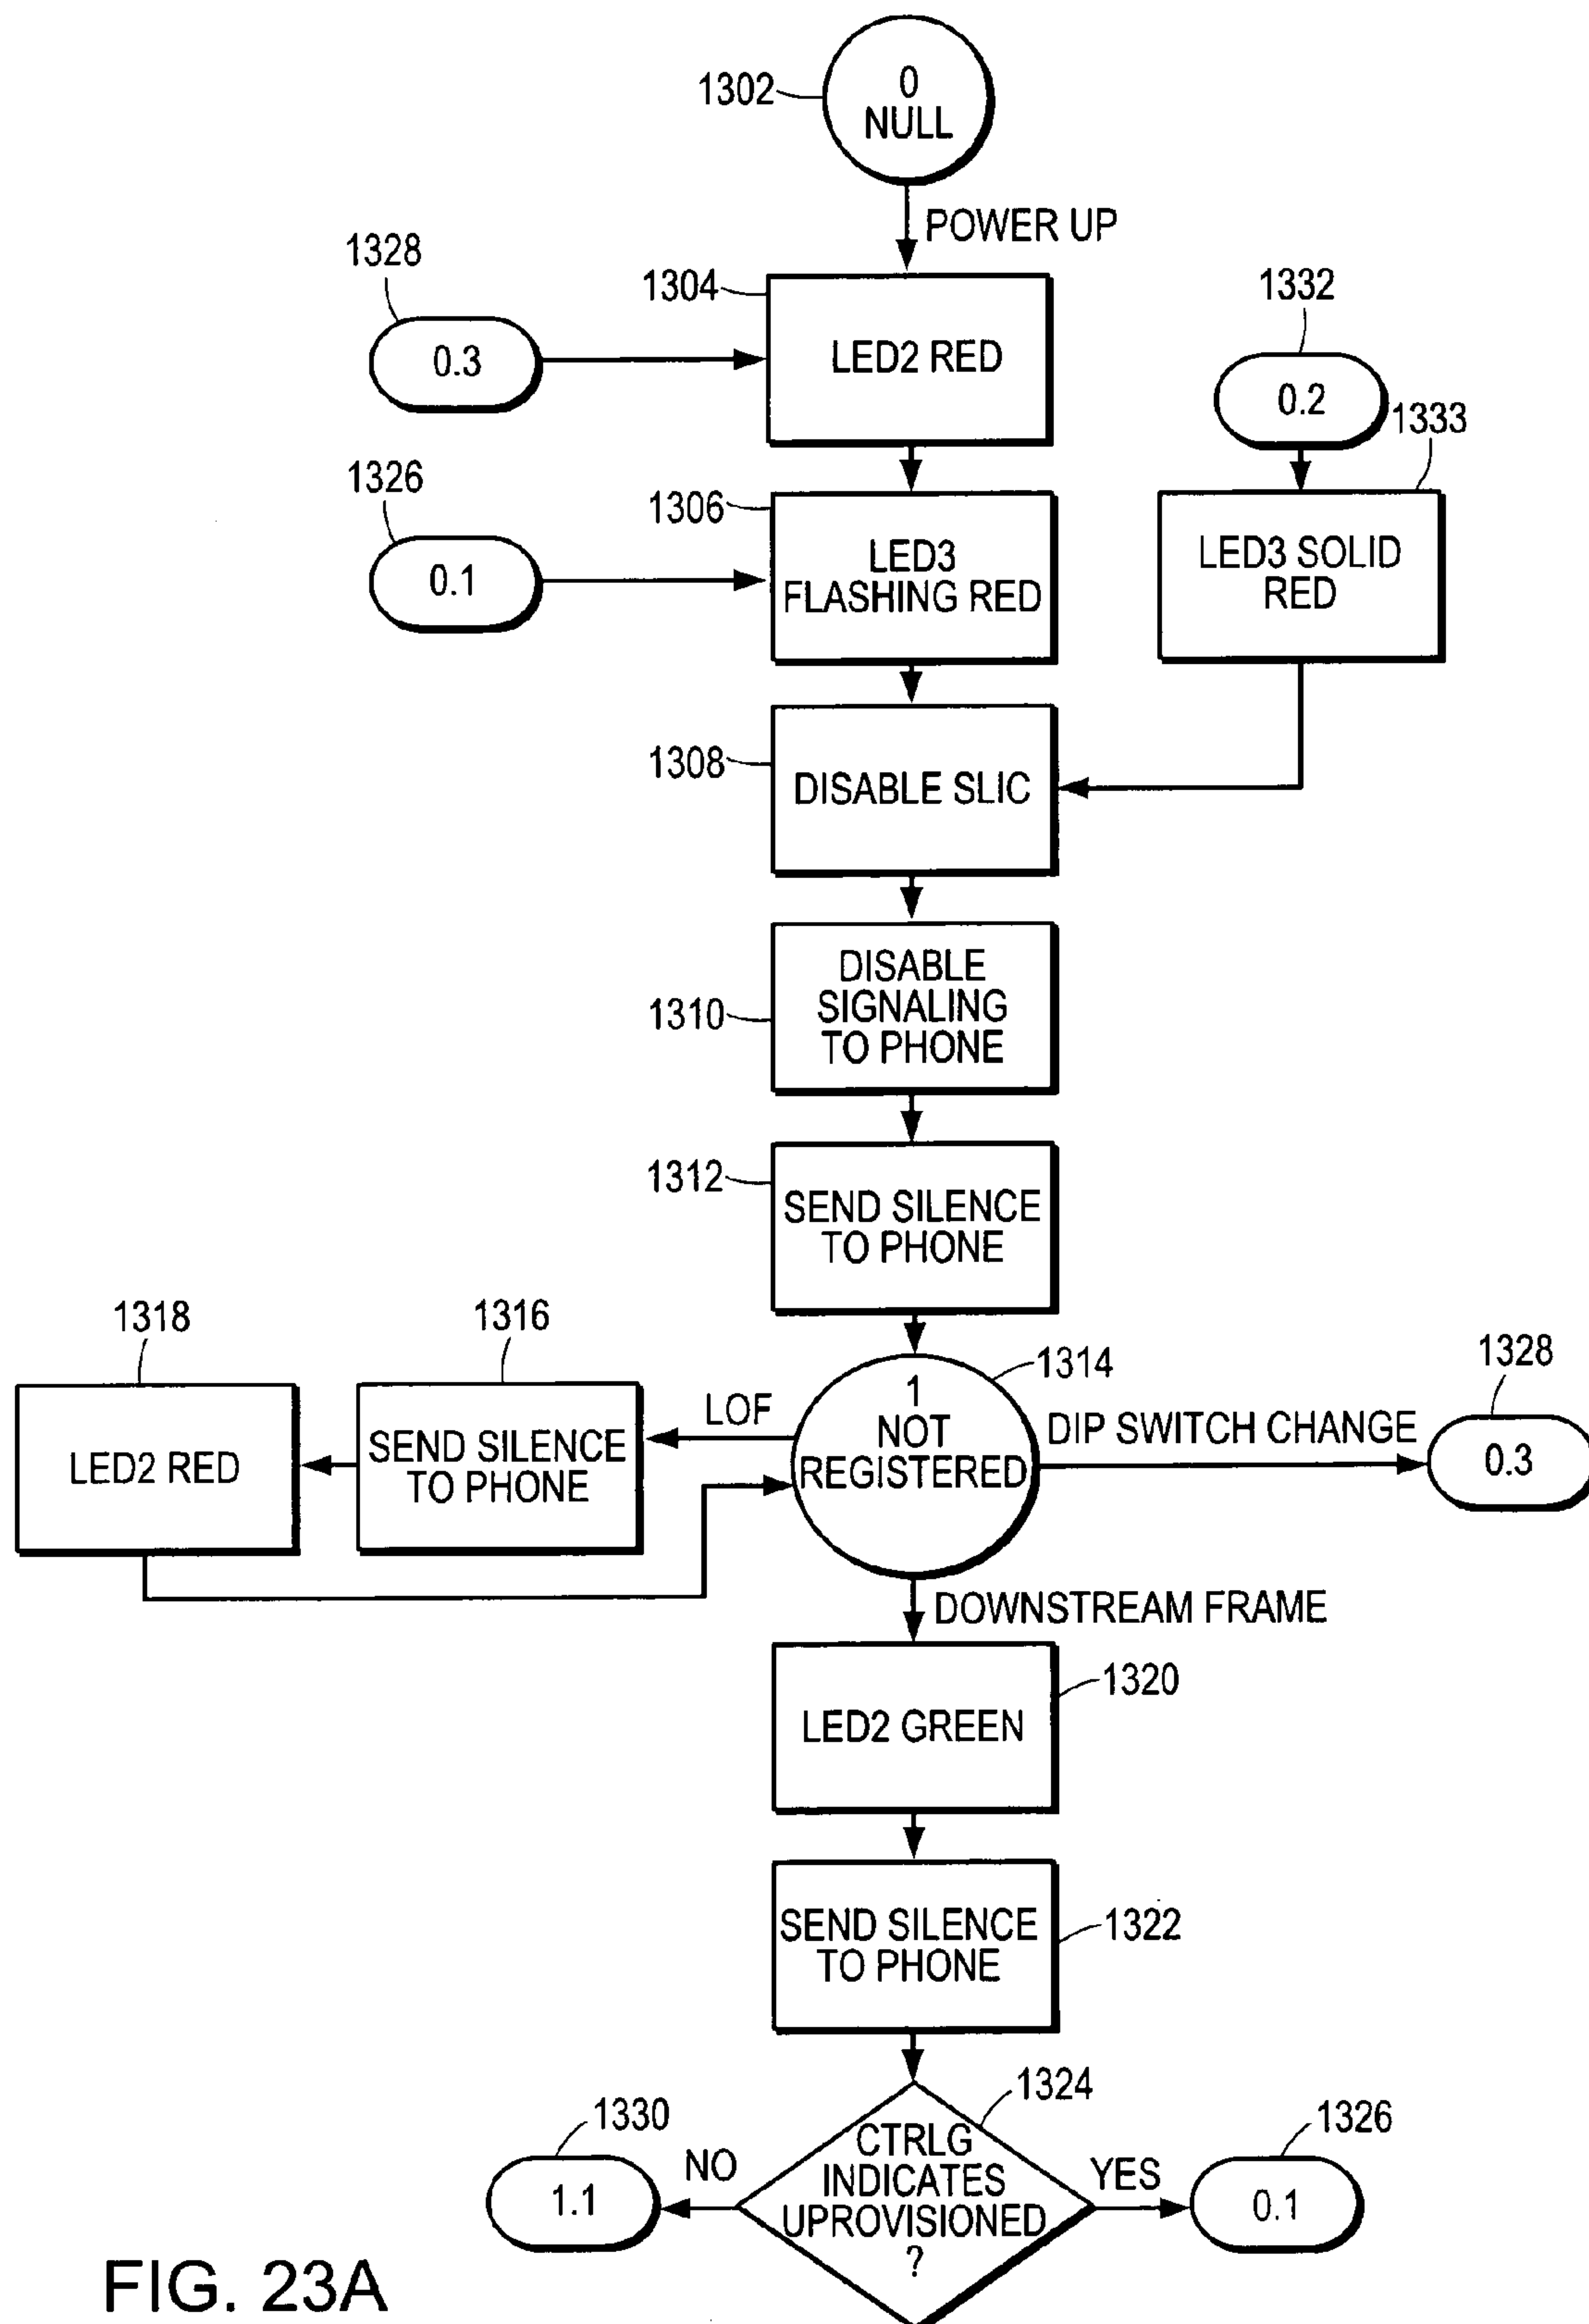 1302
0
NULL
POWER UP
1328
1304
1332
0.3
LED2 RED
0.2
1333
1326
1306
0.1
LED3
FLASHING RED
LED3 SOLID
RED
1308
DISABLE SLIC
1310
DISABLE
SIGNALING
TO PHONE
1312
SEND SILENCE
TO PHONE
1318
1316
1314
1328
LED2 RED
SEND SILENCE
TO PHONE
LOF
1
NOT
REGISTERED
DIP SWITCH CHANGE
0.3
DOWNSTREAM FRAME
1320
LED2 GREEN
SEND SILENCE
TO PHONE
1322
1324
1330
1326
1.1
NO
CTRLG
INDICATES
UPROVISIONED
?
YES
0.1
FIG. 23A